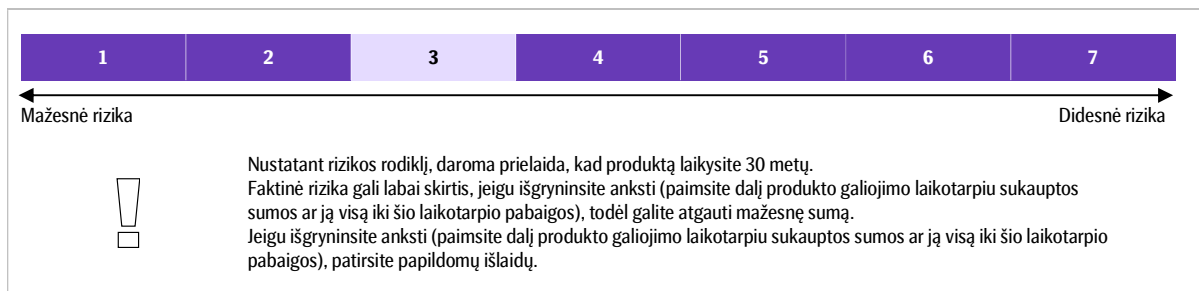 1 2 3 4 5 6 7
Mažesnė rizika Didesnė rizika
Nustatant rizikos rodiklį, daroma prielaida, kad produktą laikysite 30 metų.
Faktinė rizika gali labai skirtis, jeigu išgryninsite anksti (paimsite dalį produkto galiojimo laikotarpiu sukauptos
sumos ar ją visą iki šio laikotarpio pabaigos), todėl galite atgauti mažesnę sumą.
Jeigu išgryninsite anksti (paimsite dalį produkto galiojimo laikotarpiu sukauptos sumos ar ją visą iki šio laikotarpio
pabaigos), patirsite papildomų išlaidų.